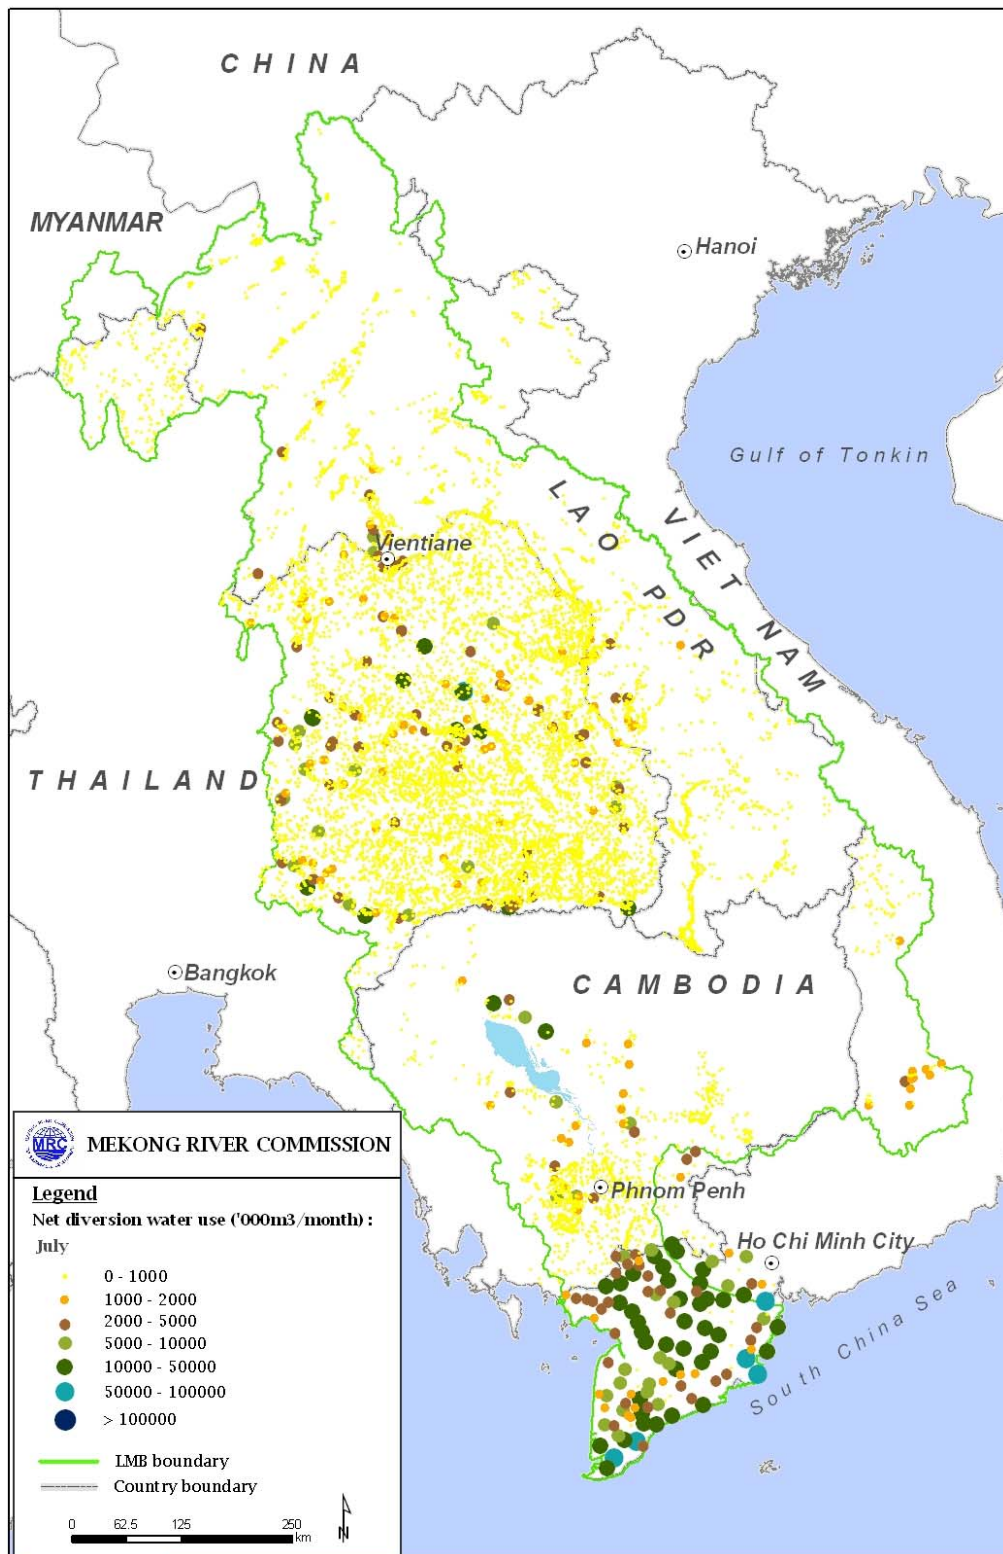 CHINA
MYANMAR
Hanoi
Gulf of Tonkin
LAO PDR
VIET NAM
Vientiane
THAILAND
Bangkok
CAMBODIA
Phnom Penh
Ho Chi Minh City
South China Sea
MRC
MEKONG RIVER COMMISSION
Legend
Net diversion water use ('000m3/month) :
July
0 - 1000
1000 - 2000
2000 - 5000
5000 - 10000
10000 - 50000
50000 - 100000
> 100000
LMB boundary
Country boundary
0 62.5 125 250
km
N